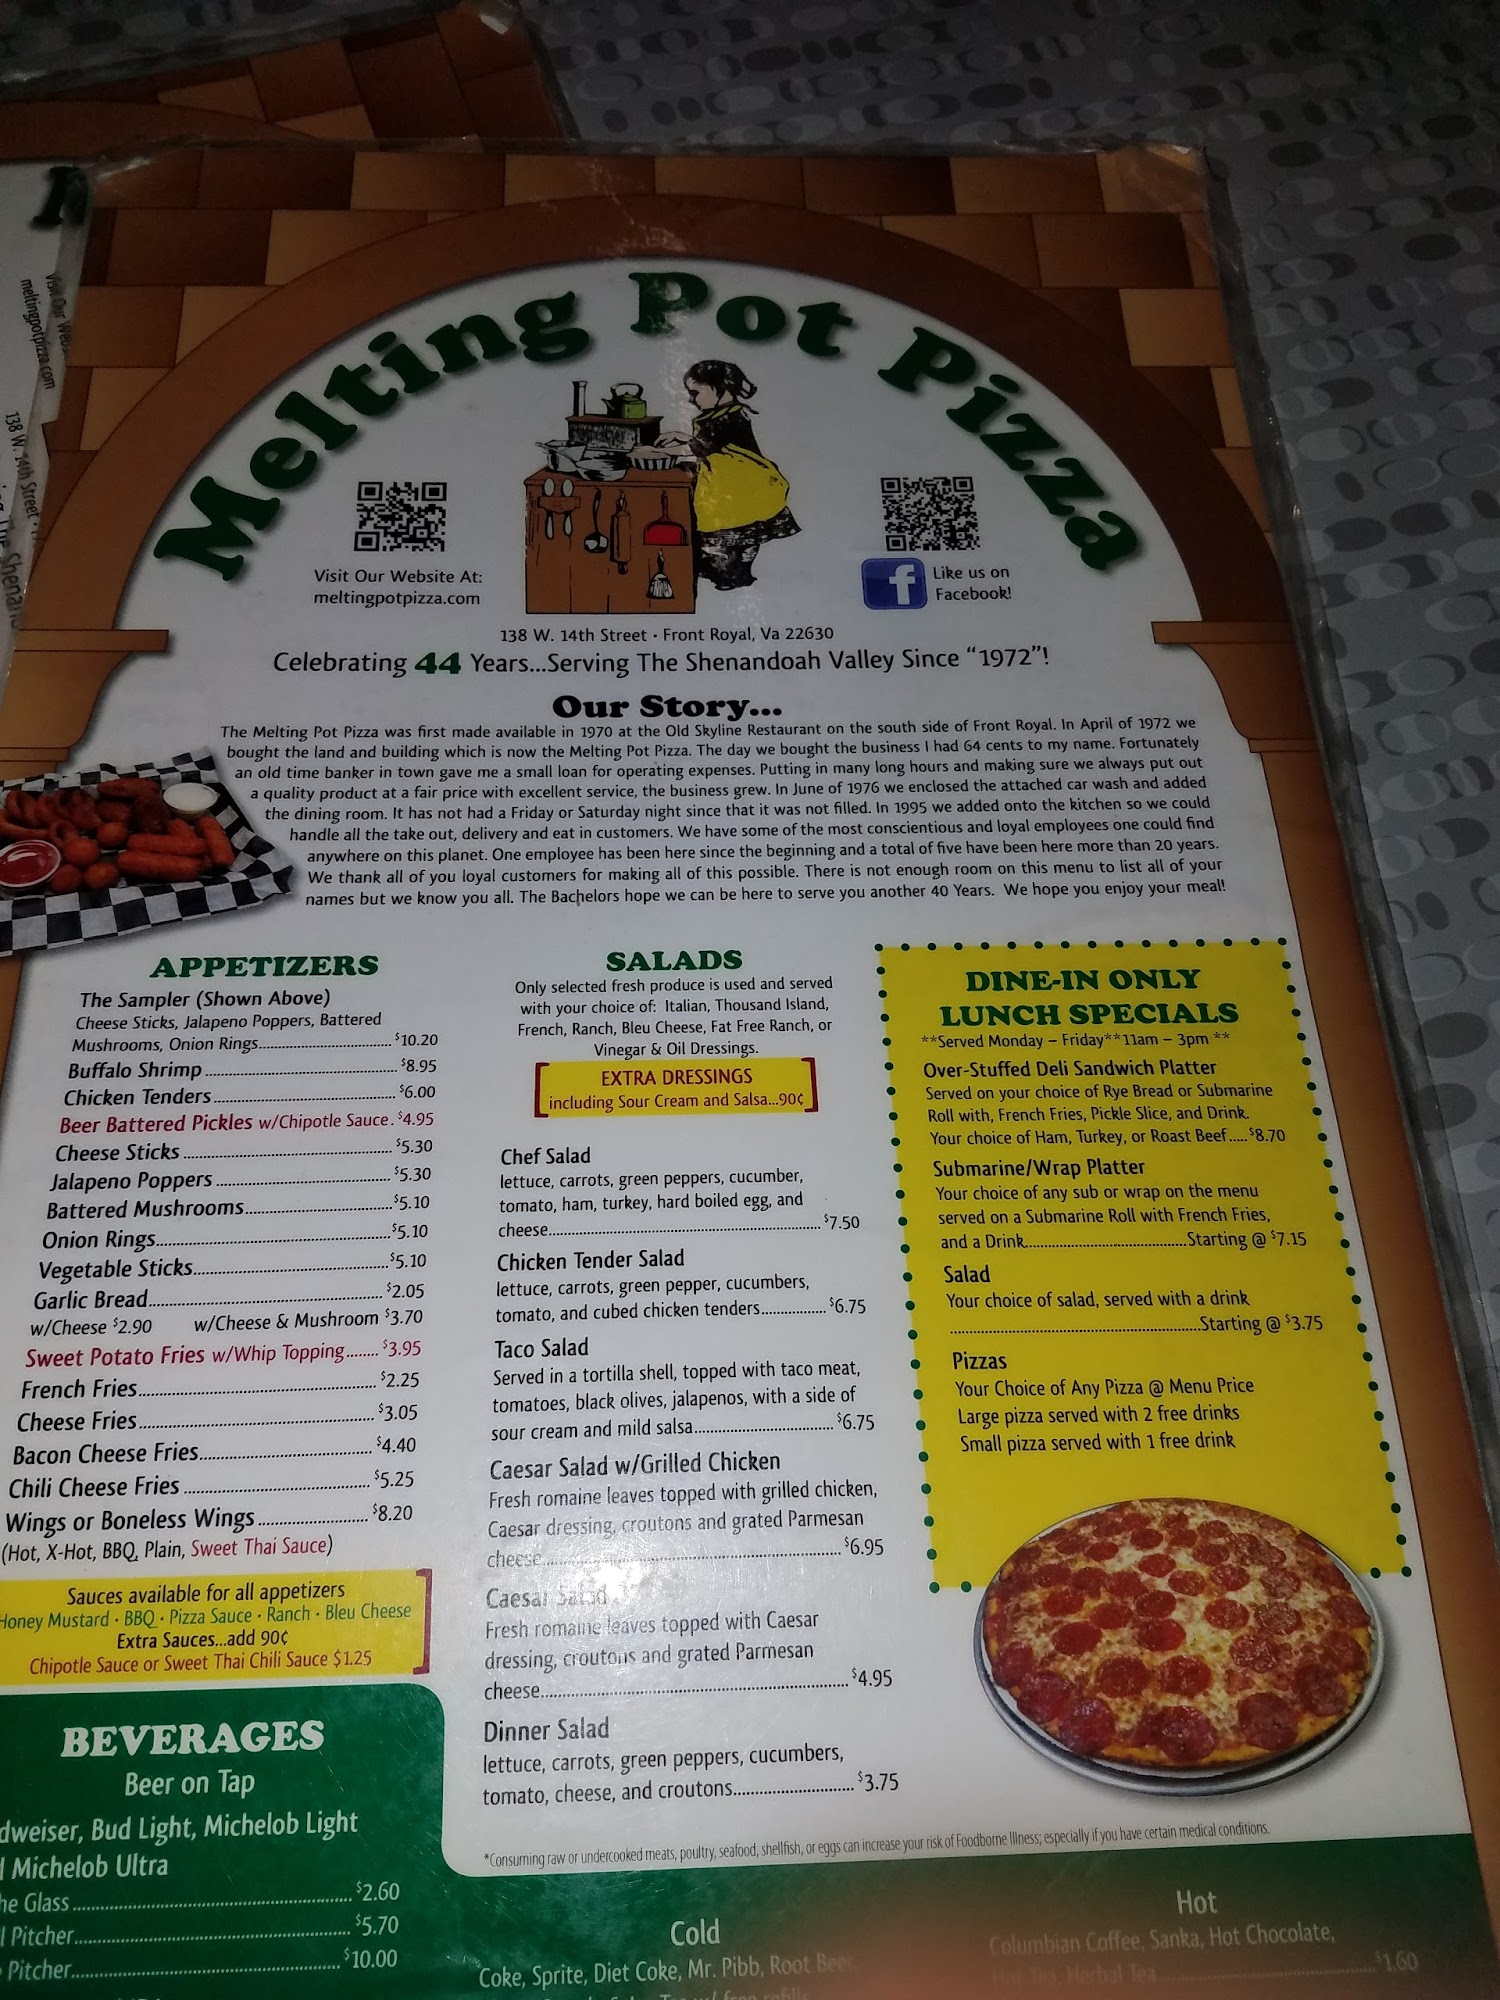 Melting Pot Pizza
Visit Our Website At:
meltingpotpizza.com
Like us on
Facebook!
138 W. 14th Street · Front Royal, Va 22630
Celebrating 44 Years...Serving The Shenandoah Valley Since "1972"!
Our Story...
The Melting Pot Pizza was first made available in 1970 at the Old Skyline Restaurant on the south side of Front Royal. In April of 1972 we
bought the land and building which is now the Melting Pot Pizza. The day we bought the business I had 64 cents to my name. Fortunately
an old time banker in town gave me a small loan for operating expenses. Putting in many long hours and making sure we always put out
a quality product at a fair price with excellent service, the business grew. In June of 1976 we enclosed the attached car wash and added
the dining room. It has not had a Friday or Saturday night since that it was not filled. In 1995 we added onto the kitchen so we could
handle all the take out, delivery and eat in customers. We have some of the most conscientious and loyal employees one could find
anywhere on this planet. One employee has been here since the beginning and a total of five have been here more than 20 years.
We thank all of you loyal customers for making all of this possible. There is not enough room on this menu to list all of your
names but we know you all. The Bachelors hope we can be here to serve you another 40 Years. We hope you enjoy your meal!
APPETIZERS
The Sampler (Shown Above)
Cheese Sticks, Jalapeno Poppers, Battered
Mushrooms, Onion Rings $10.20
Buffalo Shrimp $8.95
Chicken Tenders $6.00
Beer Battered Pickles w/Chipotle Sauce. $4.95
Cheese Sticks $5.30
Jalapeno Poppers $5.30
Battered Mushrooms $5.10
Onion Rings $5.10
Vegetable Sticks $5.10
Garlic Bread $2.05
w/Cheese $2.90 w/Cheese & Mushroom $3.70
Sweet Potato Fries w/Whip Topping $3.95
French Fries $2.25
Cheese Fries $3.05
Bacon Cheese Fries $4.40
Chili Cheese Fries $5.25
Wings or Boneless Wings $8.20
(Hot, X-Hot, BBQ, Plain, Sweet Thai Sauce)
Sauces available for all appetizers
Honey Mustard · BBQ · Pizza Sauce · Ranch · Bleu Cheese
Extra Sauces...add 90¢
Chipotle Sauce or Sweet Thai Chili Sauce $1.25
SALADS
Only selected fresh produce is used and served
with your choice of: Italian, Thousand Island,
French, Ranch, Bleu Cheese, Fat Free Ranch, or
Vinegar & Oil Dressings.
EXTRA DRESSINGS
including Sour Cream and Salsa...90¢
Chef Salad
lettuce, carrots, green peppers, cucumber,
tomato, ham, turkey, hard boiled egg, and
cheese $7.50
Chicken Tender Salad
lettuce, carrots, green pepper, cucumbers,
tomato, and cubed chicken tenders $6.75
Taco Salad
Served in a tortilla shell, topped with taco meat,
tomatoes, black olives, jalapenos, with a side of
sour cream and mild salsa $6.75
Caesar Salad w/Grilled Chicken
Fresh romaine leaves topped with grilled chicken,
Caesar dressing, croutons and grated Parmesan
cheese $6.95
Caesar Salad
Fresh romaine leaves topped with Caesar
dressing, croutons and grated Parmesan
cheese $4.95
Dinner Salad
lettuce, carrots, green peppers, cucumbers,
tomato, cheese, and croutons $3.75
DINE-IN ONLY
LUNCH SPECIALS
**Served Monday – Friday**11am – 3pm **
Over-Stuffed Deli Sandwich Platter
Served on your choice of Rye Bread or Submarine
Roll with, French Fries, Pickle Slice, and Drink.
Your choice of Ham, Turkey, or Roast Beef..... $8.70
Submarine/Wrap Platter
Your choice of any sub or wrap on the menu
served on a Submarine Roll with French Fries,
and a Drink Starting @ $7.15
Salad
Your choice of salad, served with a drink
Starting @ $3.75
Pizzas
Your Choice of Any Pizza @ Menu Price
Large pizza served with 2 free drinks
Small pizza served with 1 free drink
*Consuming raw or undercooked meats, poultry, seafood, shellfish, or eggs can increase your risk of Foodborne Illness; especially if you have certain medical conditions.
BEVERAGES
Beer on Tap
dweiser, Bud Light, Michelob Light
Michelob Ultra
he Glass $2.60
l Pitcher $5.70
Pitcher $10.00
Cold
Coke, Sprite, Diet Coke, Mr. Pibb, Root Beer
Hot
Columbian Coffee, Sanka, Hot Chocolate,
Herbal Tea $1.60
meltingpotpizza.com
138 W. 14th Street